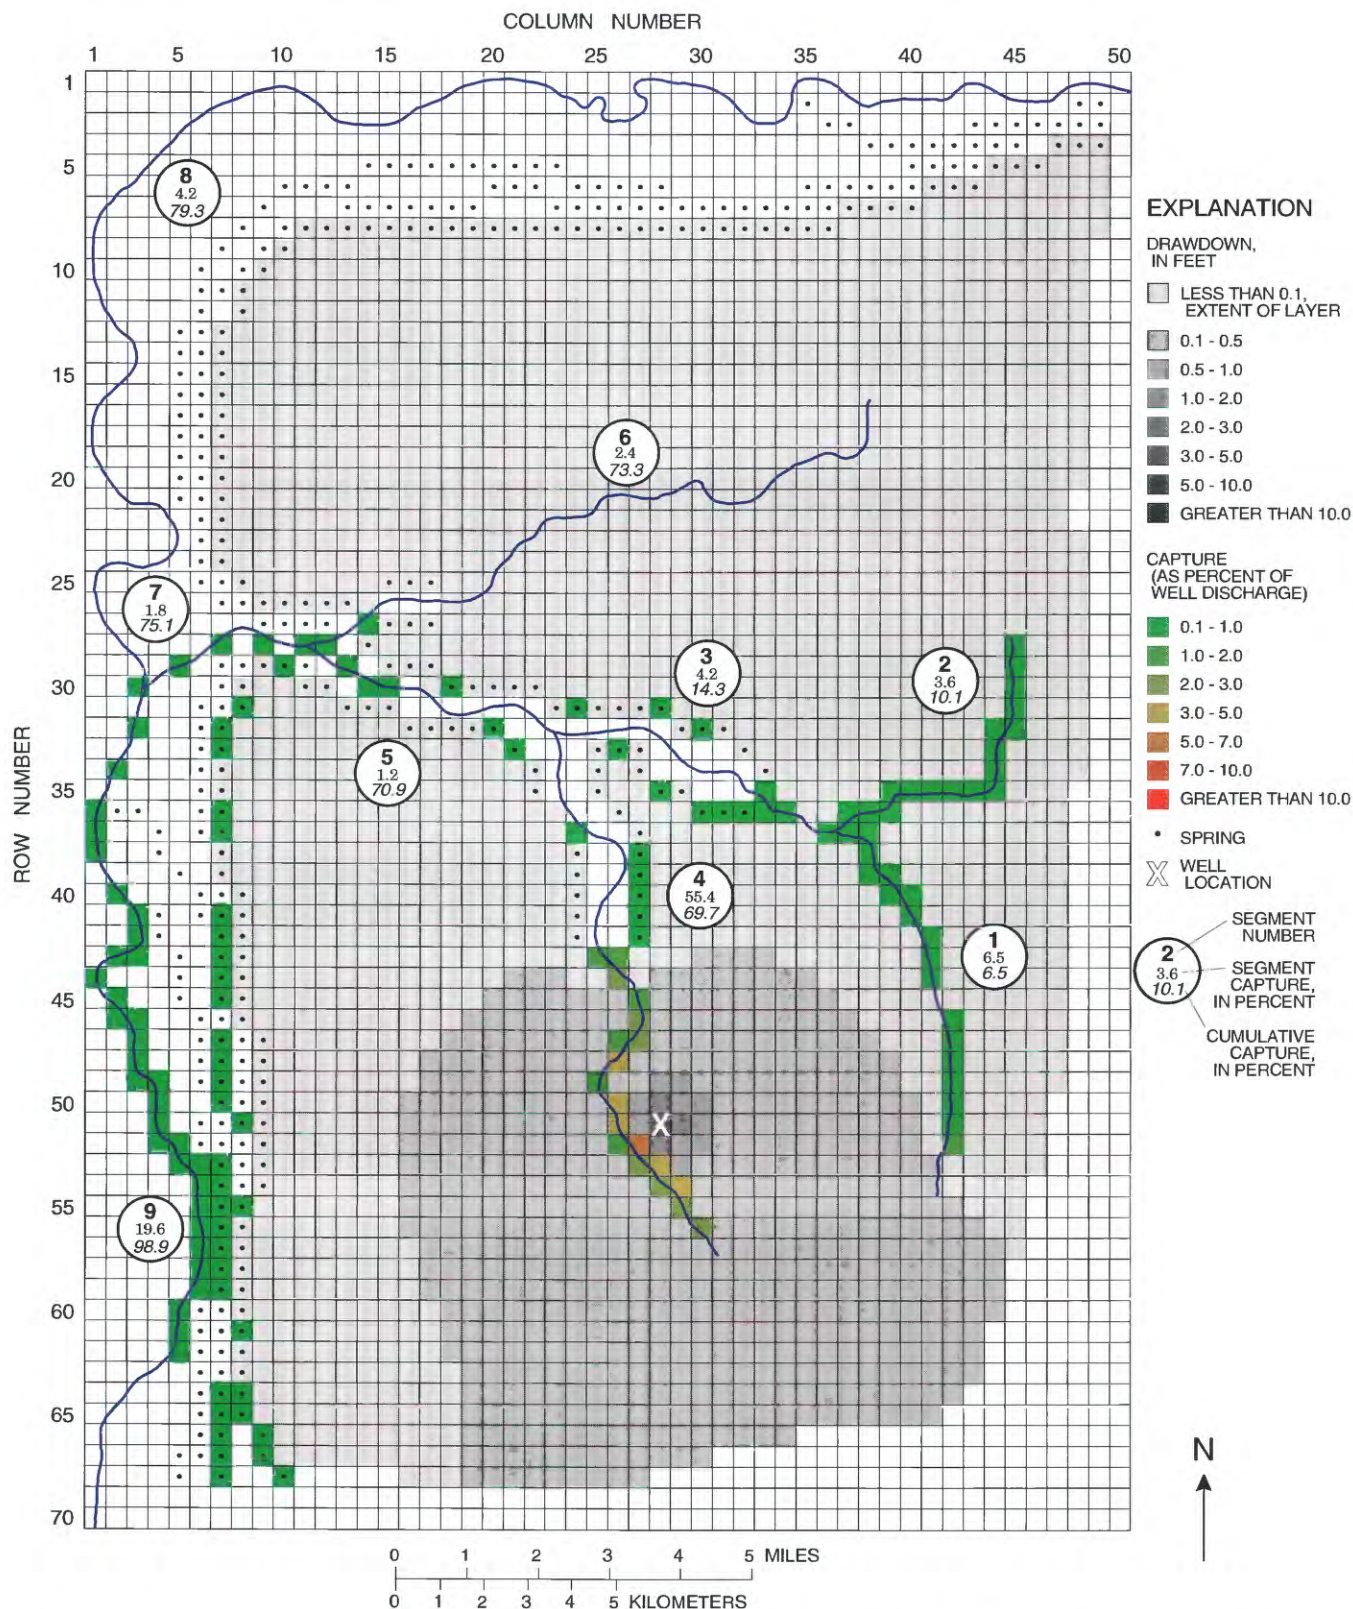 COLUMN NUMBER
1 5 10 15 20 25 30 35 40 45 50
ROW NUMBER
1
5
10
15
20
25
30
35
40
45
50
55
60
65
70
8
4.2
79.3
6
2.4
73.3
7
1.8
75.1
3
4.2
14.3
2
3.6
10.1
5
1.2
70.9
4
55.4
69.7
1
6.5
6.5
X
9
19.6
98.9
EXPLANATION
DRAWDOWN,
IN FEET
LESS THAN 0.1,
EXTENT OF LAYER
0.1 - 0.5
0.5 - 1.0
1.0 - 2.0
2.0 - 3.0
3.0 - 5.0
5.0 - 10.0
GREATER THAN 10.0
CAPTURE
(AS PERCENT OF
WELL DISCHARGE)
0.1 - 1.0
1.0 - 2.0
2.0 - 3.0
3.0 - 5.0
5.0 - 7.0
7.0 - 10.0
GREATER THAN 10.0
SPRING
X WELL
LOCATION
2
3.6
10.1
SEGMENT
NUMBER
SEGMENT
CAPTURE,
IN PERCENT
CUMULATIVE
CAPTURE,
IN PERCENT
N
0 1 2 3 4 5 MILES
0 1 2 3 4 5 KILOMETERS